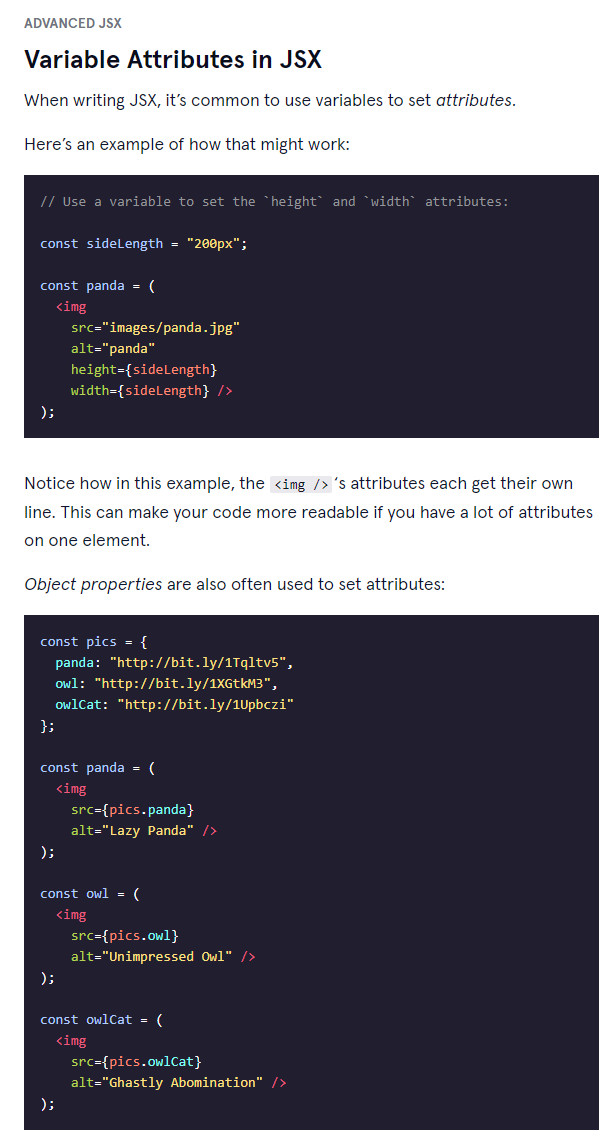 ADVANCED JSX
Variable Attributes in JSX
When writing JSX, it’s common to use variables to set attributes.
Here’s an example of how that might work:
// Use a variable to set the `height` and `width` attributes:
const sideLength = "200px";
const panda = (
  <img
    src="images/panda.jpg"
    alt="panda"
    height={sideLength}
    width={sideLength} />
);
Notice how in this example, the <img /> ‘s attributes each get their own
line. This can make your code more readable if you have a lot of attributes
on one element.
Object properties are also often used to set attributes:
const pics = {
  panda: "http://bit.ly/1Tqltv5",
  owl: "http://bit.ly/1XGtkM3",
  owlCat: "http://bit.ly/1Upbczi"
};
const panda = (
  <img
    src={pics.panda}
    alt="Lazy Panda" />
);
const owl = (
  <img
    src={pics.owl}
    alt="Unimpressed Owl" />
);
const owlCat = (
  <img
    src={pics.owlCat}
    alt="Ghastly Abomination" />
);